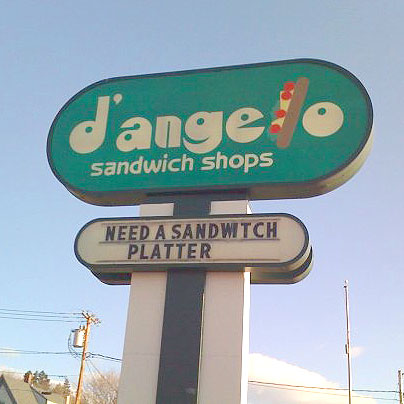 d'angelo
sandwich shops
NEED A SANDWITCH
PLATTER